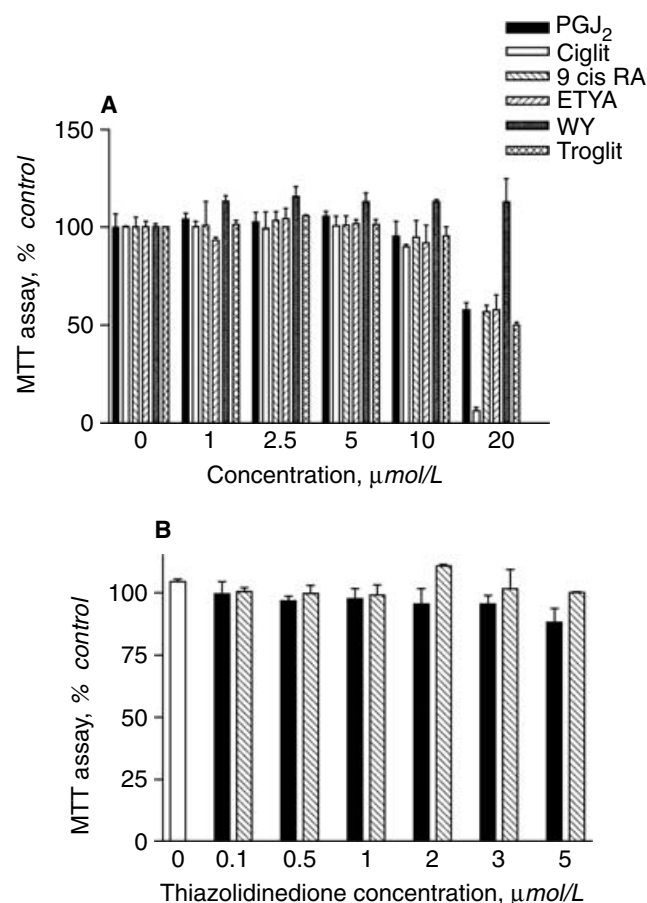 PGJ2
Ciglit
9 cis RA
ETYA
WY
Troglit
A
150
100
50
0
MTT assay, % control
0 1 2.5 5 10 20
Concentration, μmol/L
B
100
75
50
25
0
MTT assay, % control
0 0.1 0.5 1 2 3 5
Thiazolidinedione concentration, μmol/L